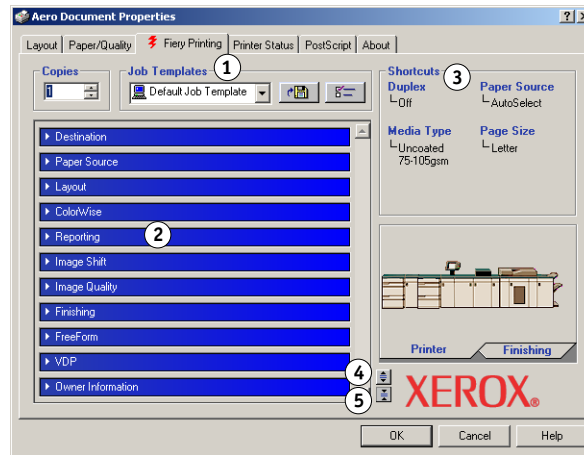 Aero Document Properties
Layout Paper/Quality Fiery Printing Printer Status PostScript About
Copies
1
Job Templates
1
Default Job Template
Shortcuts
3
Duplex
Off
Paper Source
AutoSelect
Media Type
Uncoated
75-105gsm
Page Size
Letter
Destination
Paper Source
Layout
ColorWise
Reporting
2
Image Shift
Image Quality
Finishing
FreeForm
VDP
Owner Information
Printer
Finishing
4
5
XEROX®
OK Cancel Help